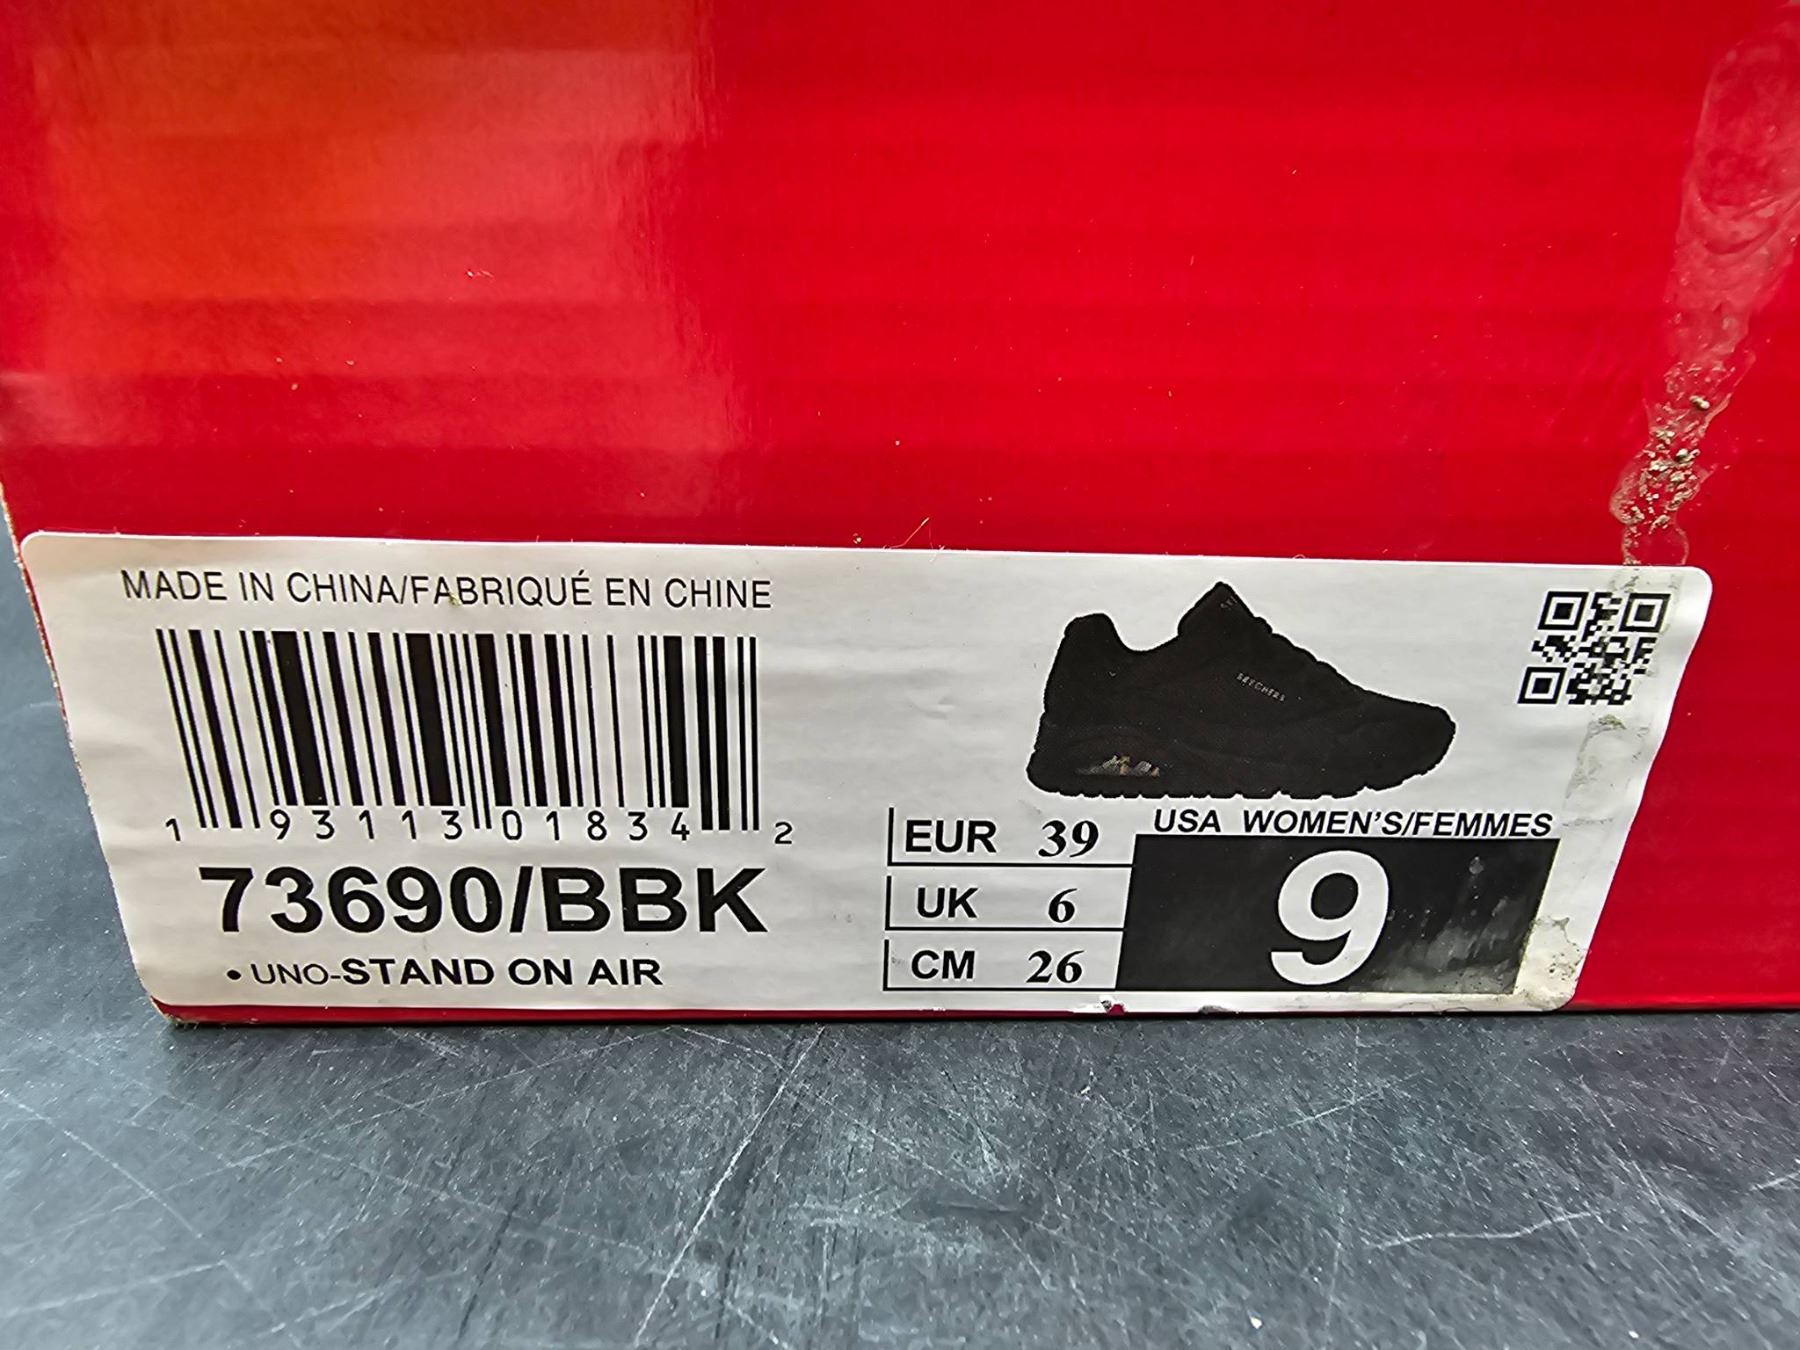 MADE IN CHINA/FABRIQUÉ EN CHINE
1 93113 01834 2
73690/BBK
• UNO-STAND ON AIR
SKECHERS
EUR 39
UK 6
CM 26
USA WOMEN'S/FEMMES
9